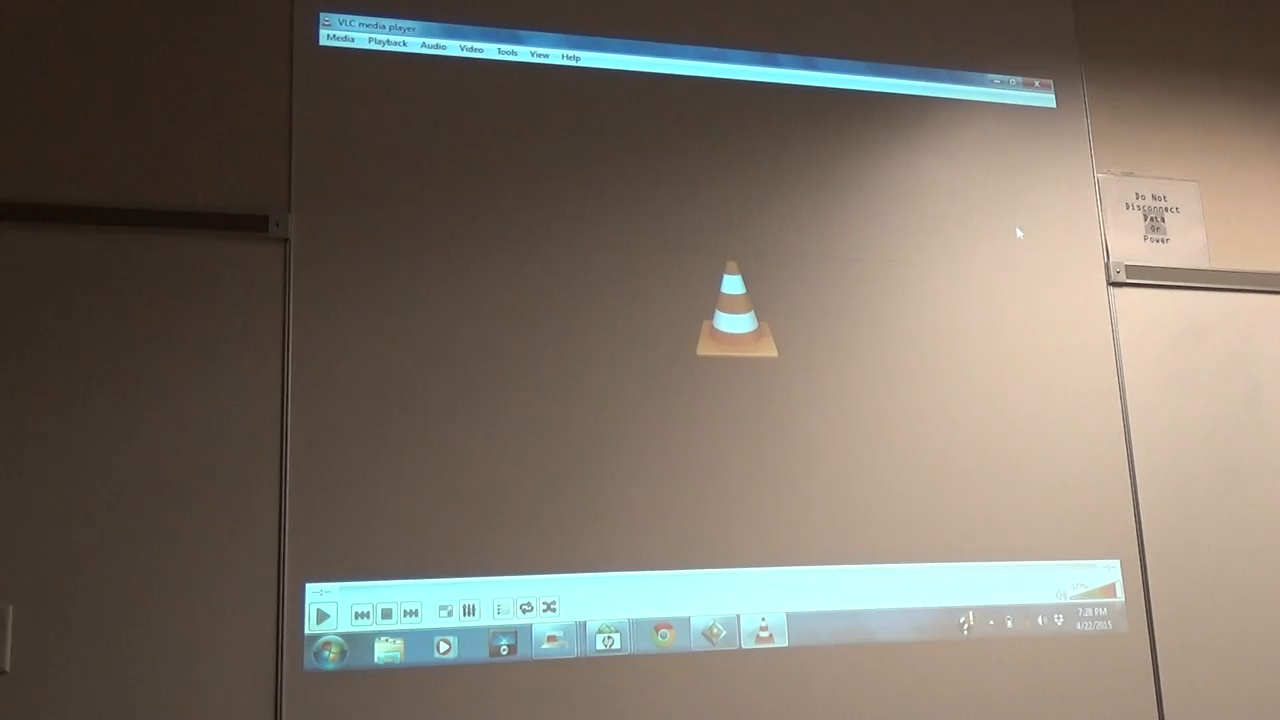 VLC media player
Media Playback Audio Video Tools View Help
Do Not
Disconnect
Data
Or
Power
7:28 PM
4/22/2015